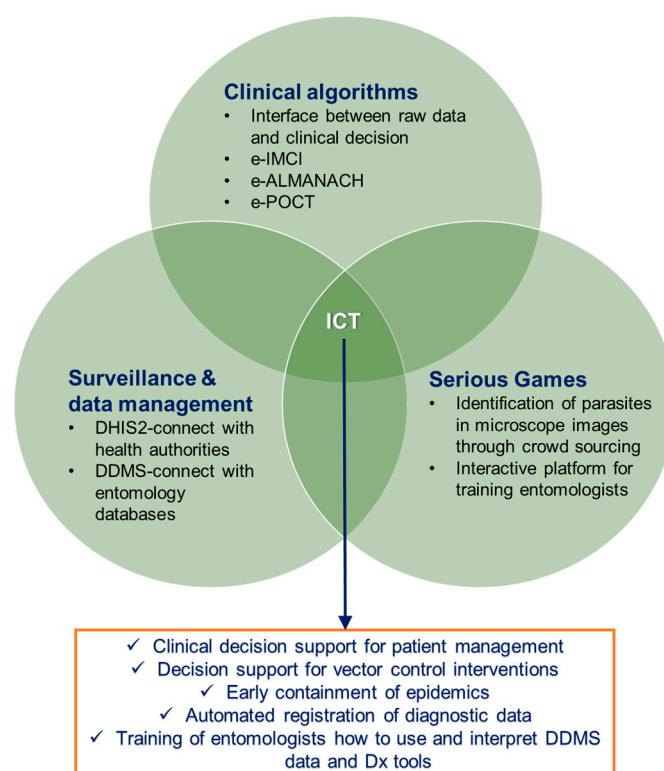 Clinical algorithms
• Interface between raw data
and clinical decision
• e-IMCI
• e-ALMANACH
• e-POCT
ICT
Surveillance &
data management
• DHIS2-connect with
health authorities
• DDMS-connect with
entomology
databases
Serious Games
• Identification of parasites
in microscope images
through crowd sourcing
• Interactive platform for
training entomologists
✓ Clinical decision support for patient management
✓ Decision support for vector control interventions
✓ Early containment of epidemics
✓ Automated registration of diagnostic data
✓ Training of entomologists how to use and interpret DDMS
data and Dx tools